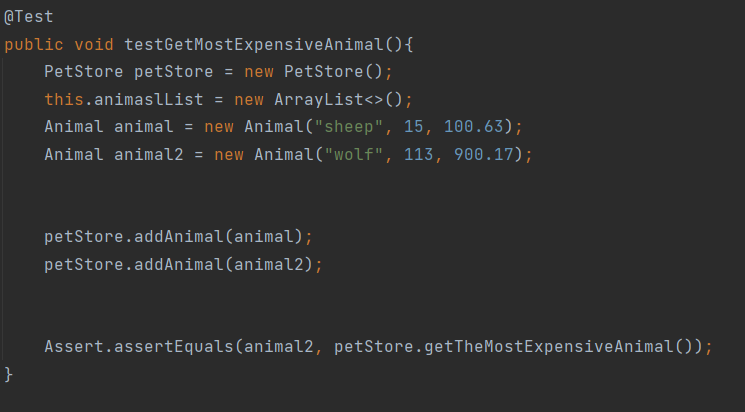 @Test
public void testGetMostExpensiveAnimal(){
PetStore petStore = new PetStore();
this.animaslList = new ArrayList<>();
Animal animal = new Animal("sheep", 15, 100.63);
Animal animal2 = new Animal("wolf", 113, 900.17);
petStore.addAnimal(animal);
petStore.addAnimal(animal2);
Assert.assertEquals(animal2, petStore.getTheMostExpensiveAnimal());
}